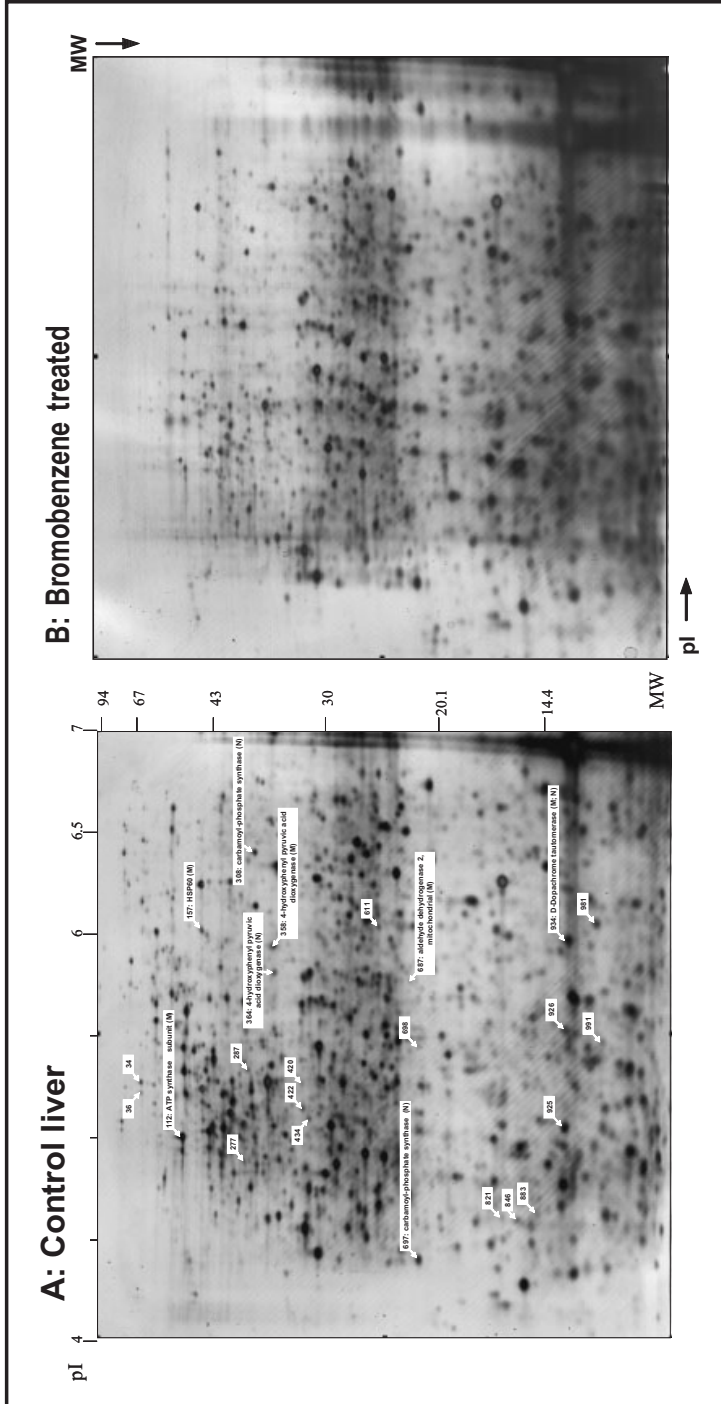 A: Control liver
B: Bromobenzene treated
pI
4
6
6.5
7
94
67
43
30
20.1
14.4
MW
36
34
112: ATP synthase subunit (M)
157: HSP60 (M)
277
287
364: 4-hydroxyphenyl pyruvic
acid dioxygenase (N)
308: carbamoyl-phosphate synthase (N)
358: 4-hydroxyphenyl pyruvic acid
dioxygenase (M)
434
422
420
611
697: carbamoyl-phosphate synthase (N)
698
687: aldehyde dehydrogenase 2,
mitochondrial (M)
821
846
883
925
926
934: D-Dopachrome tautomerase (M; N)
991
981
MW
pI